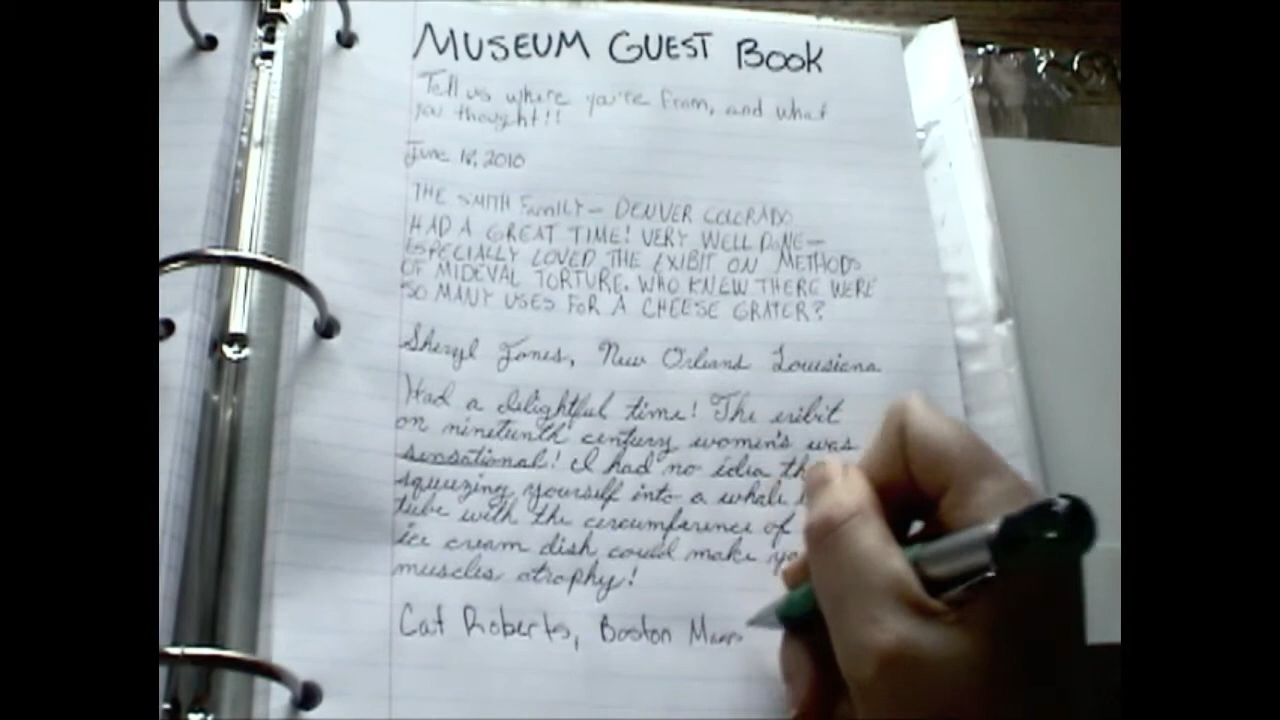 MUSEUM GUEST BOOK
Tell us where you're from, and what
you thought!!
June 18, 2010
THE SMITH FAMILY - DENVER COLORADO
HAD A GREAT TIME! VERY WELL DONE-
ESPECIALLY LOVED THE EXIBIT ON METHODS
OF MIDEVAL TORTURE. WHO KNEW THERE WERE
SO MANY USES FOR A CHEESE GRATER?
Sheryl Jones, New Orleans Louisiana
Had a delightful time! The exibit
on nineteenth century women's was
sensational! I had no idea
squeezing yourself into a whale
tube with the circumference of
ice cream dish could make
muscles atrophy!
Cat Roberts, Boston